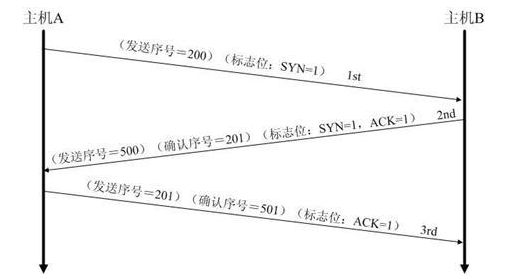 主机A 主机B
（发送序号＝200）（标志位：SYN=1） 1st
2nd
（发送序号＝500）（确认序号＝201）（标志位：SYN=1，ACK=1）
（发送序号＝201）（确认序号＝501）（标志位：ACK=1） 3rd